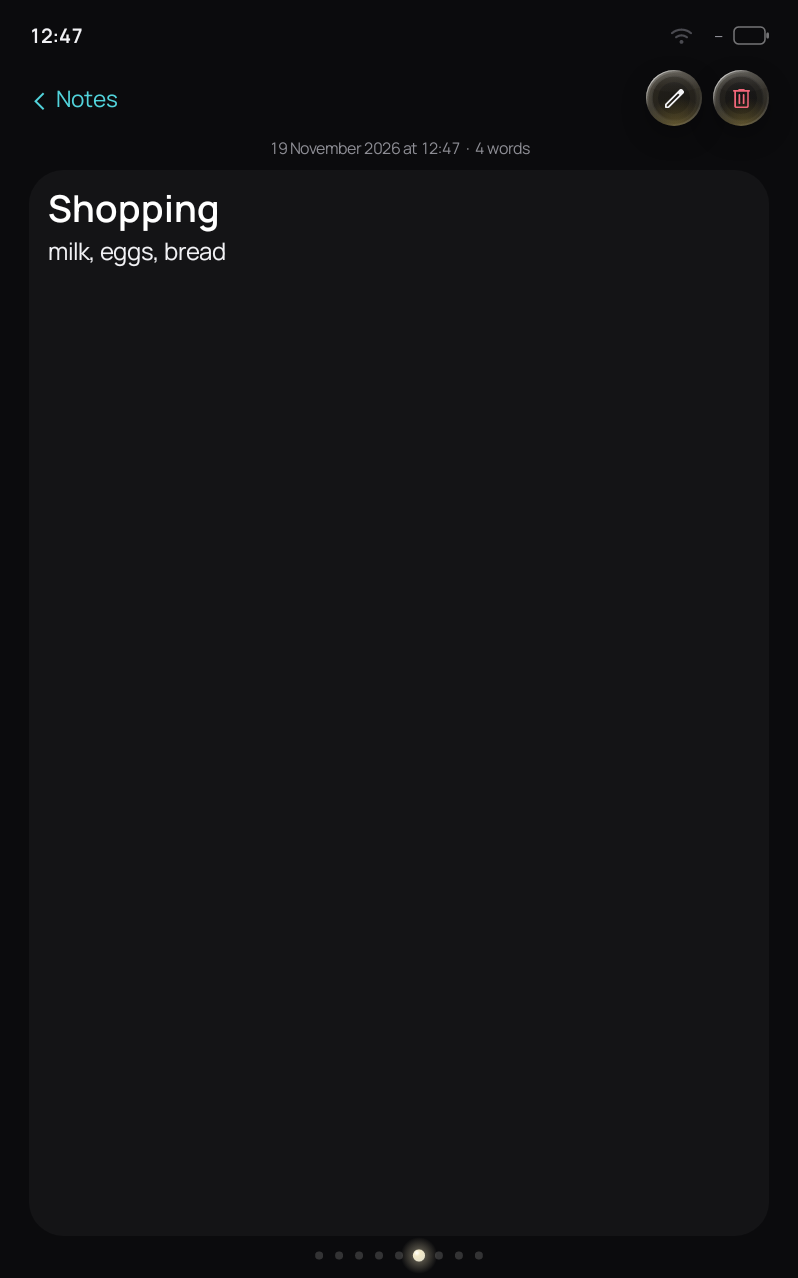 12:47
–
Notes
19 November 2026 at 12:47 · 4 words
Shopping
milk, eggs, bread